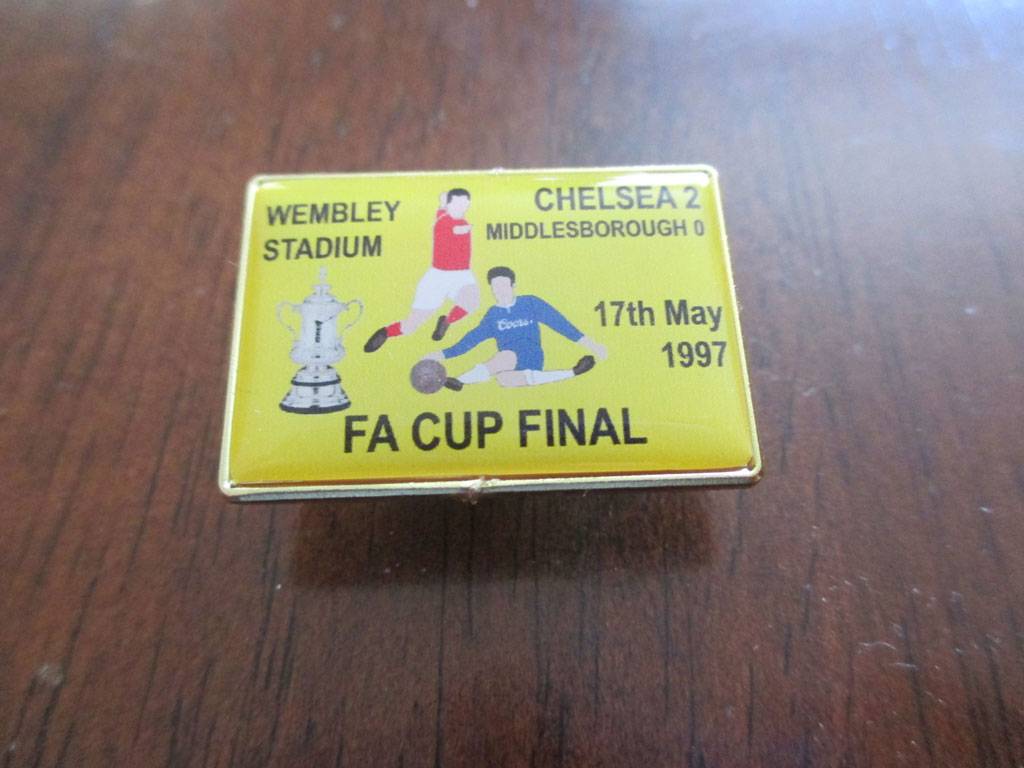 WEMBLEY
STADIUM
CHELSEA 2
MIDDLESBOROUGH 0
17th May
1997
Coors
FA CUP FINAL